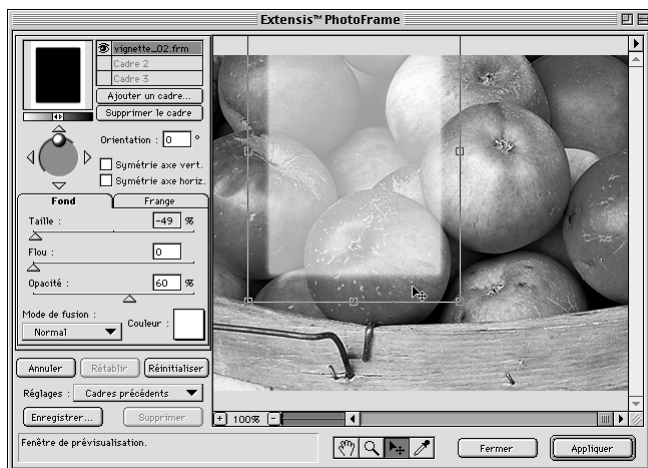 Extensis™ PhotoFrame
vignette_02.frm
Cadre 2
Cadre 3
Ajouter un cadre...
Supprimer le cadre
Orientation : 0 °
Symétrie axe vert.
Symétrie axe horiz.
Fond
Frange
Taille : -49 %
Flou : 0
Opacité : 60 %
Mode de fusion :
Normal
Couleur :
Annuler
Rétablir
Réinitialiser
Réglages : Cadres précédents
Enregistrer...
Supprimer
+ 100% -
Fenêtre de prévisualisation.
Fermer
Appliquer